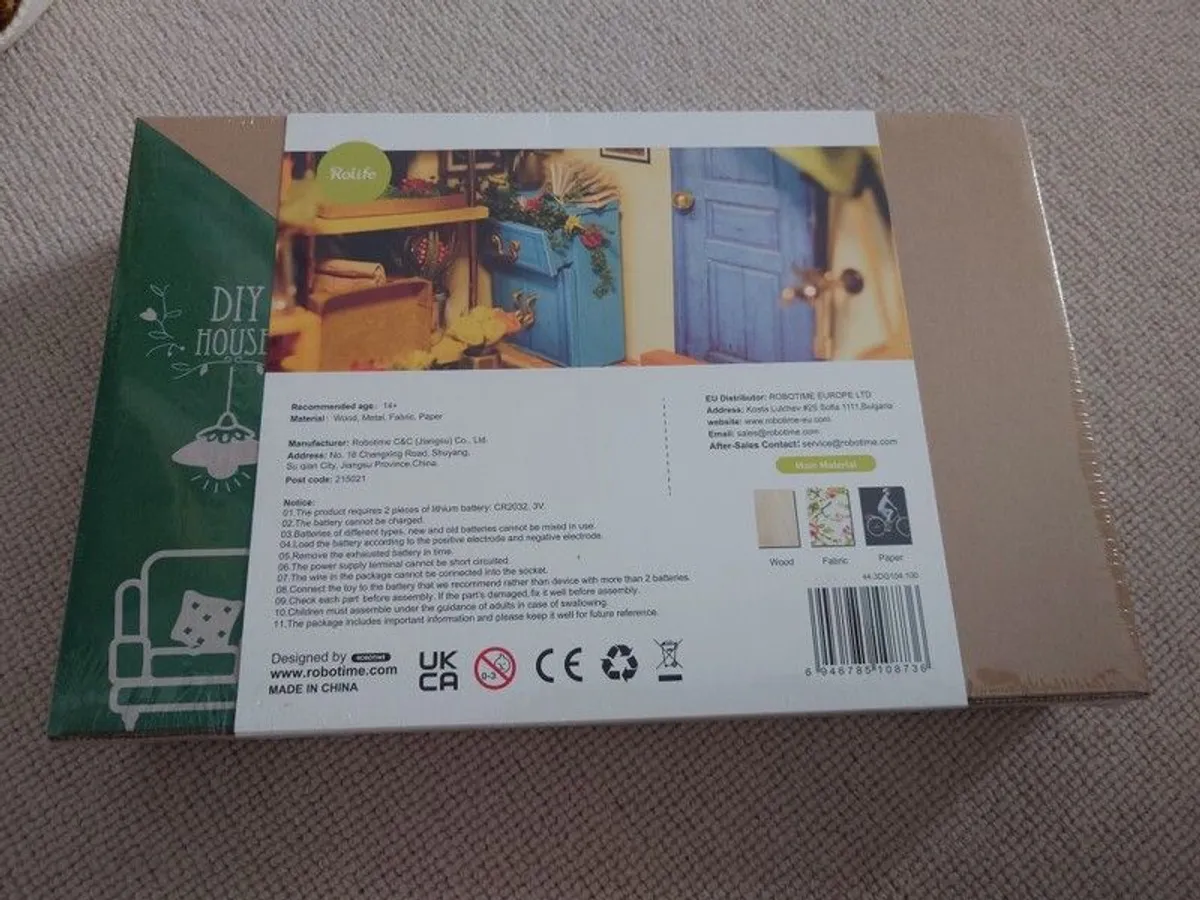 Rolife
DIY
HOUSE
Recommended age: 14+
Material: Wood, Metal, Fabric, Paper
Manufacturer: Robotime C&C (Jiangsu) Co., Ltd.
Address: No. 16 Changxing Road, Shuyang,
Su qian City, Jiangsu Province,China.
Post code: 215021
Notice:
01.The product requires 2 pieces of lithium battery: CR2032, 3V.
02.The battery cannot be charged.
03.Batteries of different types, new and old batteries cannot be mixed in use.
04.Load the battery according to the positive electrode and negative electrode.
05.Remove the exhausted battery in time.
06.The power supply terminal cannot be short circuited.
07.The wire in the package cannot be connected into the socket.
08.Connect the toy to the battery that we recommend rather than device with more than 2 batteries.
09.Check each part before assembly. If the part's damaged, fix it well before assembly.
10.Children must assemble under the guidance of adults in case of swallowing.
11.The package includes important information and please keep it well for future reference.
Designed by ROBOTIME
www.robotime.com
MADE IN CHINA
UK
CA
0-3
CE
EU Distributor: ROBOTIME EUROPE LTD
Address: Kosta Lulchev #25 Sofia 1111,Bulgaria
website: www.robotime-eu.com
Email: sales@robotime.com
After-Sales Contact: service@robotime.com
Main Material
Wood Fabric Paper
44.3DG104.100
6 946785 108736